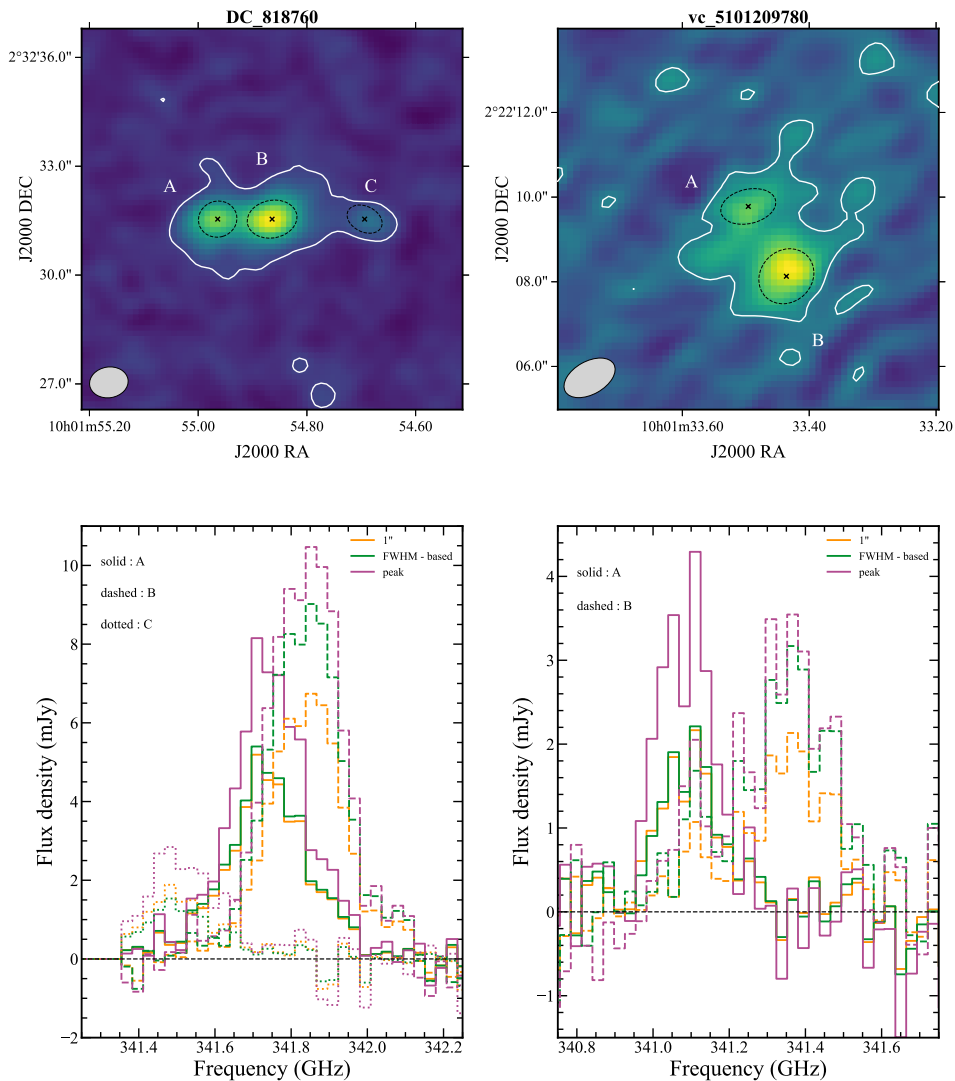 DC_818760
vc_5101209780
2°32'36.0"
33.0"
30.0"
27.0"
J2000 DEC
A
B
C
10h01m55.20
55.00
54.80
54.60
J2000 RA
2°22'12.0"
10.0"
08.0"
06.0"
J2000 DEC
A
B
10h01m33.60
33.40
33.20
J2000 RA
10
8
6
4
2
0
−2
Flux density (mJy)
solid : A
dashed : B
dotted : C
1"
FWHM - based
peak
341.4
341.6
341.8
342.0
342.2
Frequency (GHz)
4
3
2
1
0
−1
Flux density (mJy)
solid : A
dashed : B
1"
FWHM - based
peak
340.8
341.0
341.2
341.4
341.6
Frequency (GHz)